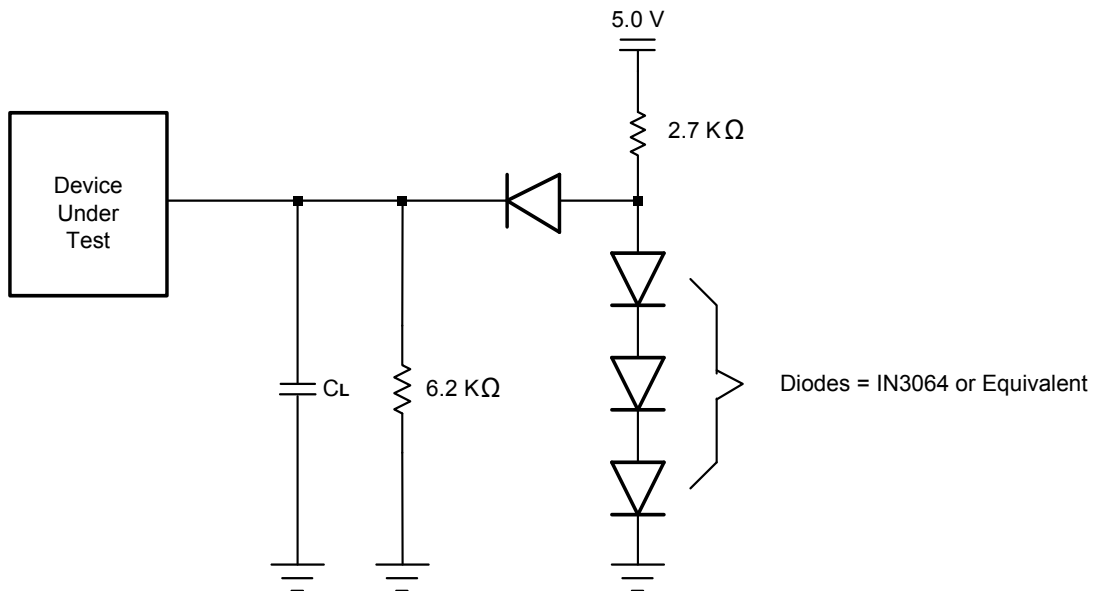 5.0 V
2.7 KΩ
Device
Under
Test
CL
6.2 KΩ
Diodes = IN3064 or Equivalent